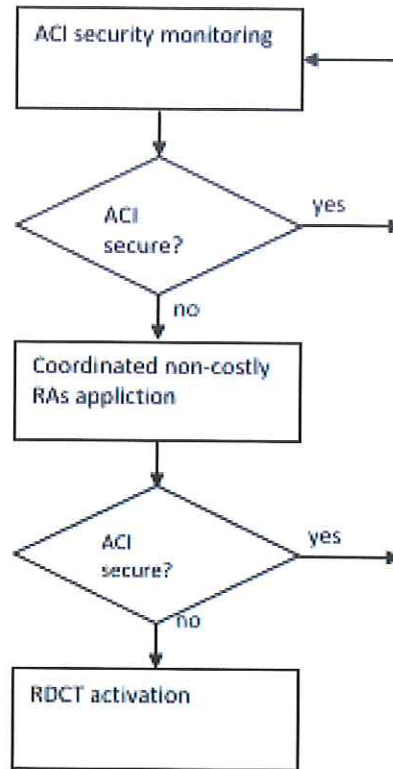 ACI security monitoring
ACI
secure?
yes
no
Coordinated non-costly
RAs appliction
ACI
secure?
yes
no
RDCT activation